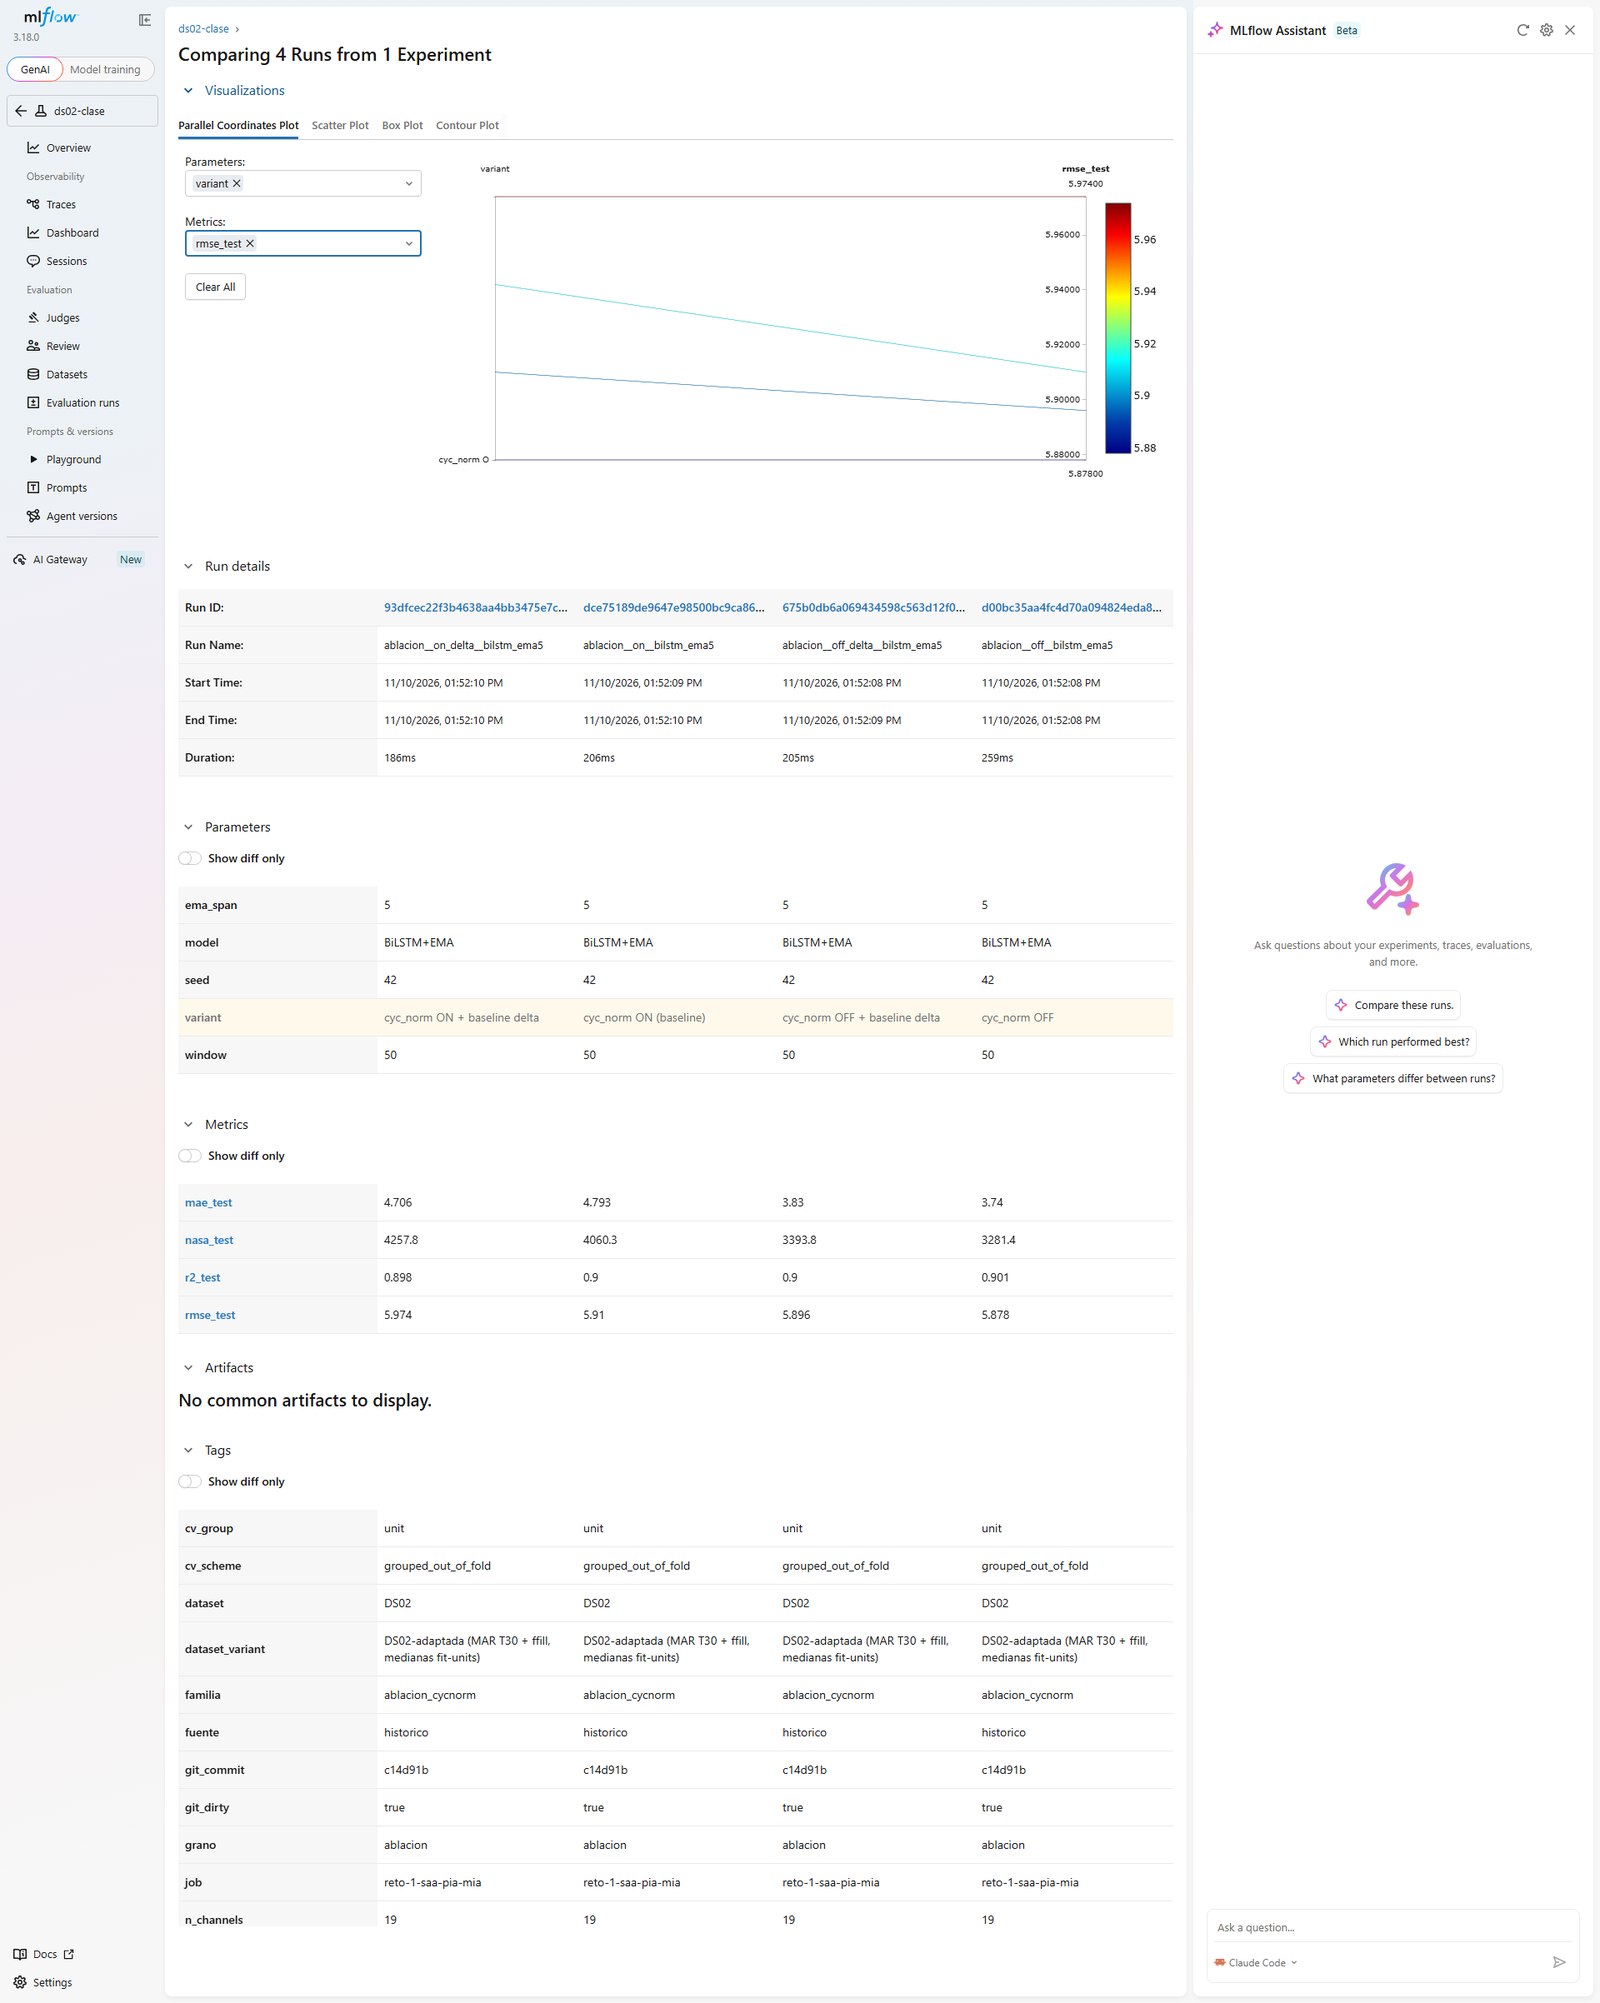 mlflow
3.18.0
GenAI
Model training
ds02-clase
Overview
Observability
Traces
Dashboard
Sessions
Evaluation
Judges
Review
Datasets
Evaluation runs
Prompts & versions
Playground
Prompts
Agent versions
AI Gateway New
Docs
Settings
ds02-clase ›
Comparing 4 Runs from 1 Experiment
Visualizations
Parallel Coordinates Plot Scatter Plot Box Plot Contour Plot
Parameters:
variant
Metrics:
rmse_test
Clear All
variant
cyc_norm O
rmse_test
5.97400
5.96000
5.94000
5.92000
5.90000
5.88000
5.87800
5.96
5.94
5.92
5.9
5.88
Run details
Run ID: 93dfcec22f3b4638aa4bb3475e7c... dce75189de9647e98500bc9ca86... 675b0db6a069434598c563d12f0... d00bc35aa4fc4d70a094824eda8...
Run Name: ablacion__on_delta__bilstm_ema5 ablacion__on__bilstm_ema5 ablacion__off_delta__bilstm_ema5 ablacion__off__bilstm_ema5
Start Time: 11/10/2026, 01:52:10 PM 11/10/2026, 01:52:09 PM 11/10/2026, 01:52:08 PM 11/10/2026, 01:52:08 PM
End Time: 11/10/2026, 01:52:10 PM 11/10/2026, 01:52:10 PM 11/10/2026, 01:52:09 PM 11/10/2026, 01:52:08 PM
Duration: 186ms 206ms 205ms 259ms
Parameters
Show diff only
ema_span 5 5 5 5
model BiLSTM+EMA BiLSTM+EMA BiLSTM+EMA BiLSTM+EMA
seed 42 42 42 42
variant cyc_norm ON + baseline delta cyc_norm ON (baseline) cyc_norm OFF + baseline delta cyc_norm OFF
window 50 50 50 50
Metrics
Show diff only
mae_test 4.706 4.793 3.83 3.74
nasa_test 4257.8 4060.3 3393.8 3281.4
r2_test 0.898 0.9 0.9 0.901
rmse_test 5.974 5.91 5.896 5.878
Artifacts
No common artifacts to display.
Tags
Show diff only
cv_group unit unit unit unit
cv_scheme grouped_out_of_fold grouped_out_of_fold grouped_out_of_fold grouped_out_of_fold
dataset DS02 DS02 DS02 DS02
dataset_variant DS02-adaptada (MAR T30 + ffill, DS02-adaptada (MAR T30 + ffill, DS02-adaptada (MAR T30 + ffill, DS02-adaptada (MAR T30 + ffill,
medianas fit-units) medianas fit-units) medianas fit-units) medianas fit-units)
familia ablacion_cycnorm ablacion_cycnorm ablacion_cycnorm ablacion_cycnorm
fuente historico historico historico historico
git_commit c14d91b c14d91b c14d91b c14d91b
git_dirty true true true true
grano ablacion ablacion ablacion ablacion
job reto-1-saa-pia-mia reto-1-saa-pia-mia reto-1-saa-pia-mia reto-1-saa-pia-mia
n_channels 19 19 19 19
MLflow Assistant Beta
Ask questions about your experiments, traces, evaluations,
and more.
Compare these runs.
Which run performed best?
What parameters differ between runs?
Ask a question...
Claude Code